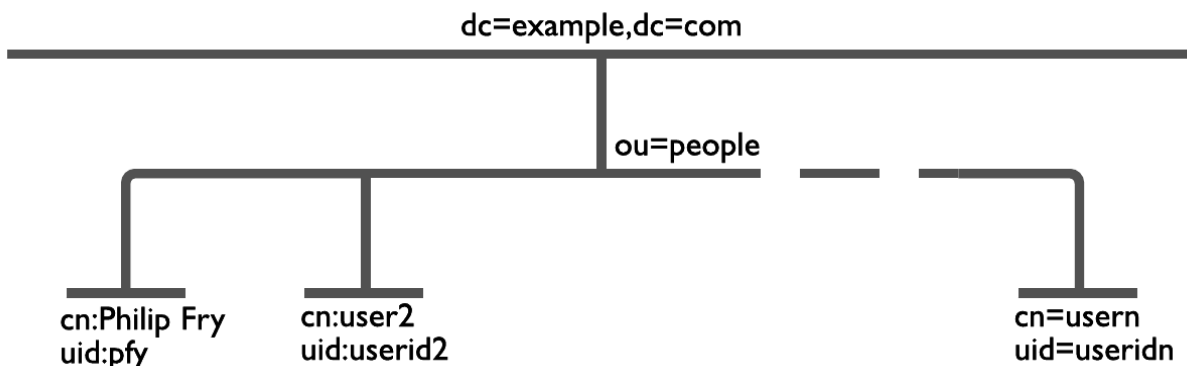 dc=example,dc=com
ou=people
cn:Philip Fry
uid:pfy
cn:user2
uid:userid2
cn=usern
uid=useridn